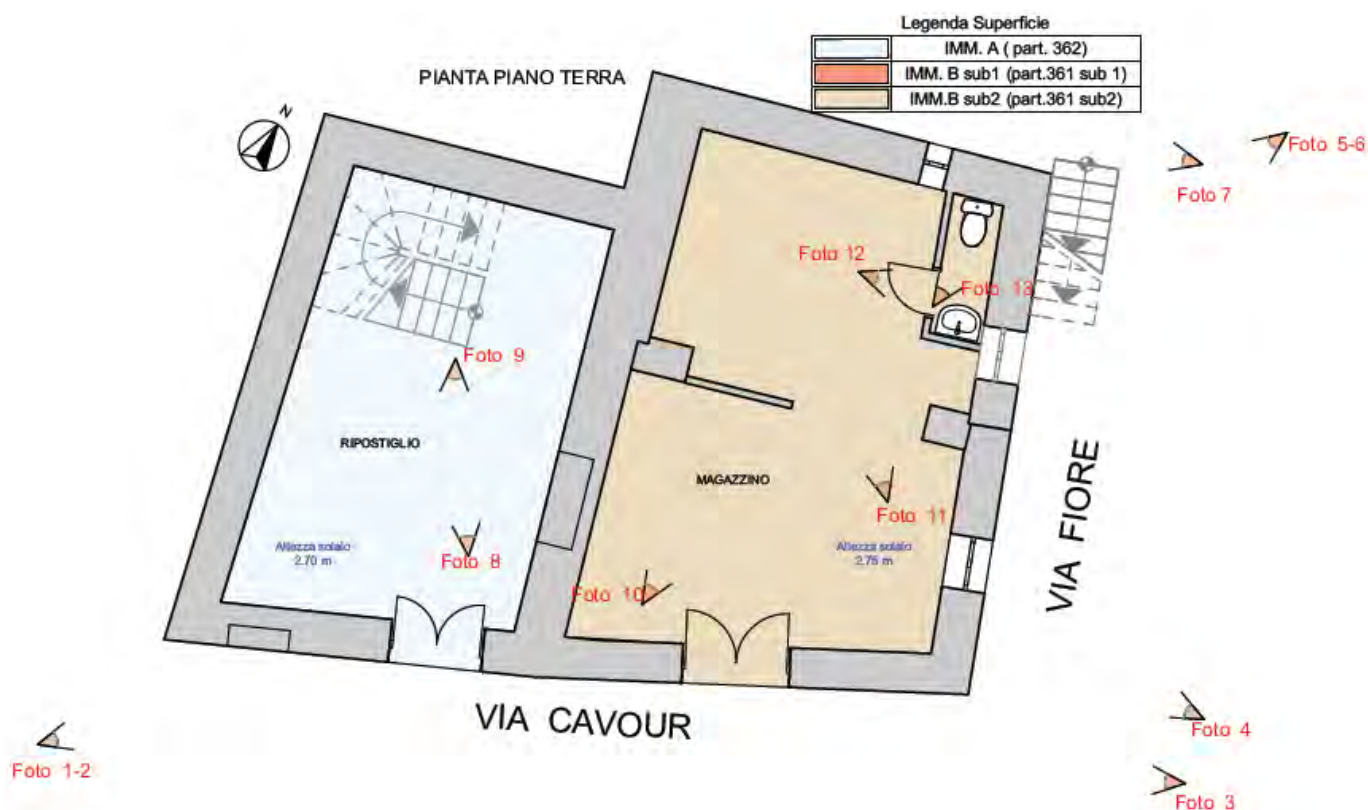 Legenda Superficie
IMM. A ( part. 362)
IMM. B sub1 (part.361 sub 1)
IMM.B sub2 (part.361 sub2)
PIANTA PIANO TERRA
N
Foto 5-6
Foto 7
Foto 12
Foto 13
Foto 9
RIPOSTIGLIO
MAGAZZINO
Foto 11
Altezza solaio
2.70 m
Foto 8
Altezza solaio
2.75 m
Foto 10
VIA FIORE
VIA CAVOUR
Foto 4
Foto 1-2
Foto 3